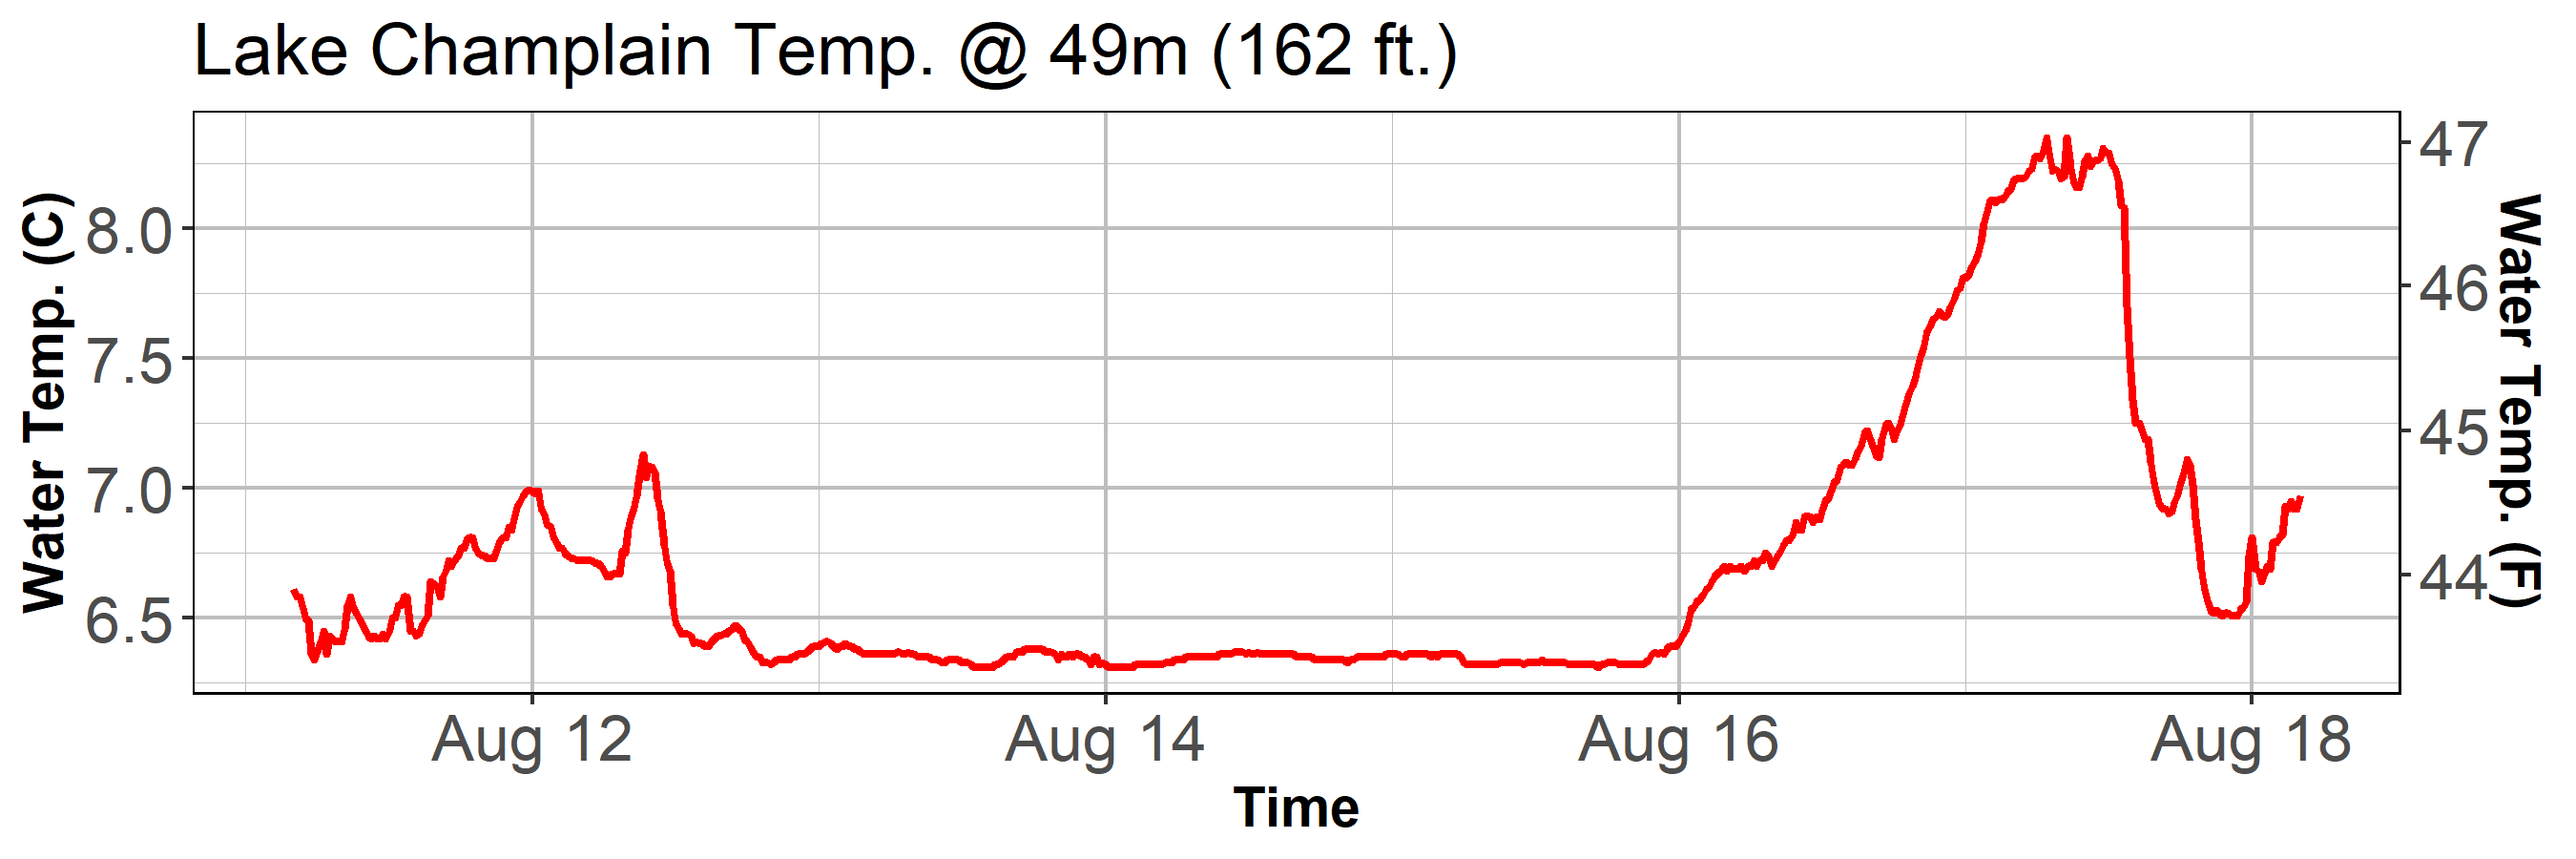 Lake Champlain Temp. @ 49m (162 ft.)
Water Temp. (C)
8.0
7.5
7.0
6.5
47
46
45
44
Water Temp. (F)
Aug 12 Aug 14 Aug 16 Aug 18
Time